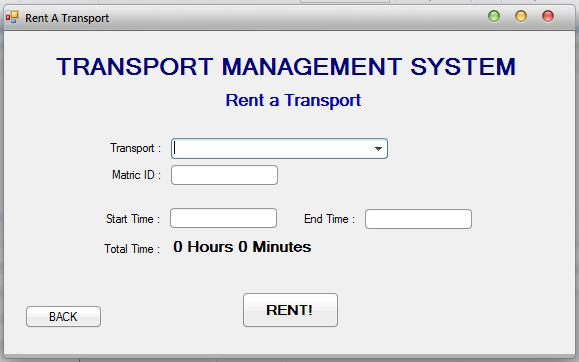 Rent A Transport
TRANSPORT MANAGEMENT SYSTEM
Rent a Transport
Transport :
Matric ID :
Start Time : End Time :
Total Time : 0 Hours 0 Minutes
RENT!
BACK